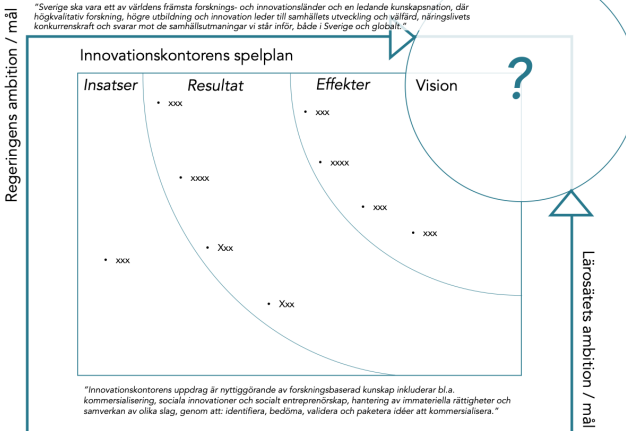 "Sverige ska vara ett av världens främsta forsknings- och innovationsländer och en ledande kunskapsnation, där
högkvalitativ forskning, högre utbildning och innovation leder till samhällets utveckling och välfärd, näringslivets
konkurrenskraft och svarar mot de samhällsutmaningar vi står inför, både i Sverige och globalt."
Regeringens ambition / mål
Innovationskontorens spelplan
Insatser Resultat Effekter Vision ?
• xxx
• xxx
• xxxx
• xxxx
• xxx
• xxx
• Xxx
• xxx
• Xxx
Lärosätets ambition / mål
"Innovationskontorens uppdrag är nyttiggörande av forskningsbaserad kunskap inkluderar bl.a.
kommersialisering, sociala innovationer och socialt entreprenörskap, hantering av immateriella rättigheter och
samverkan av olika slag, genom att: identifiera, bedöma, validera och paketera idéer att kommersialisera."